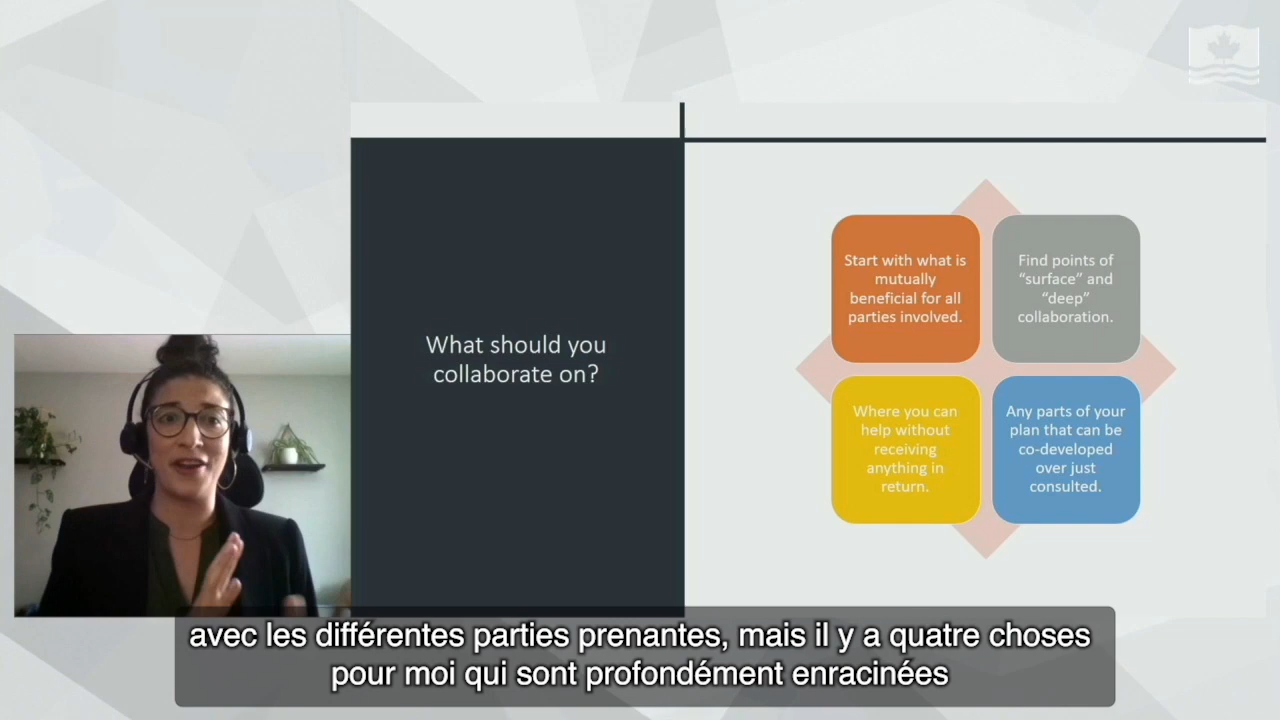 What should you
collaborate on?
Start with what is
mutually
beneficial for all
parties involved.
Find points of
“surface” and
“deep”
collaboration.
Where you can
help without
receiving
anything in
return.
Any parts of your
plan that can be
co-developed
over just
consulted.
avec les différentes parties prenantes, mais il y a quatre choses
pour moi qui sont profondément enracinées